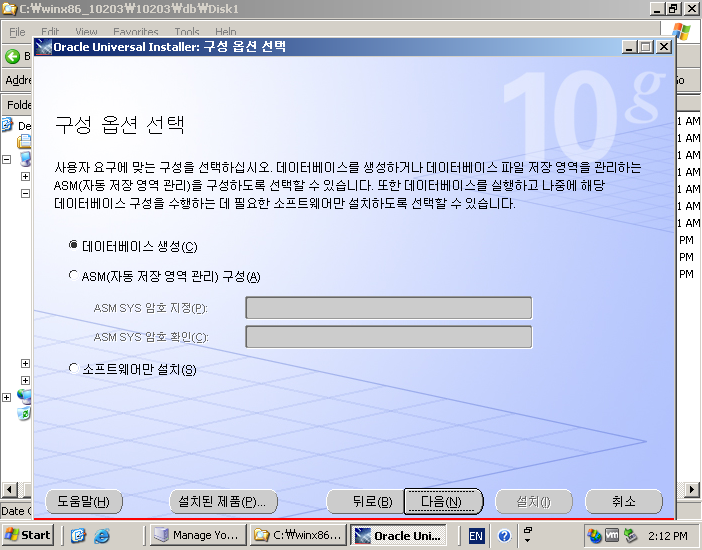 C:\winx86_10203\10203\db\Disk1
File Edit View Favorites Tools Help
Oracle Universal Installer: 구성 옵션 선택
10g
구성 옵션 선택
사용자 요구에 맞는 구성을 선택하십시오. 데이터베이스를 생성하거나 데이터베이스 파일 저장 영역을 관리하는
ASM(자동 저장 영역 관리)을 구성하도록 선택할 수 있습니다. 또한 데이터베이스를 실행하고 나중에 해당
데이터베이스 구성을 수행하는 데 필요한 소프트웨어만 설치하도록 선택할 수 있습니다.
데이터베이스 생성(C)
ASM(자동 저장 영역 관리) 구성(A)
ASM SYS 암호 지정(P):
ASM SYS 암호 확인(C):
소프트웨어만 설치(S)
도움말(H) 설치된 제품(P)... 뒤로(B) 다음(N) 설치(I) 취소
Start Manage Yo... C:\winx86... Oracle Uni... EN 2:12 PM